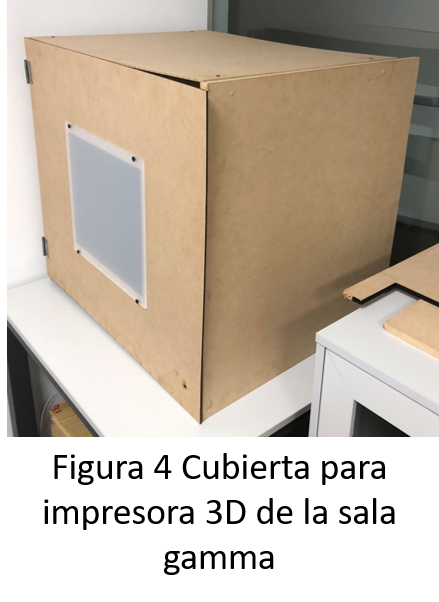 Figura 4 Cubierta para
impresora 3D de la sala
gamma